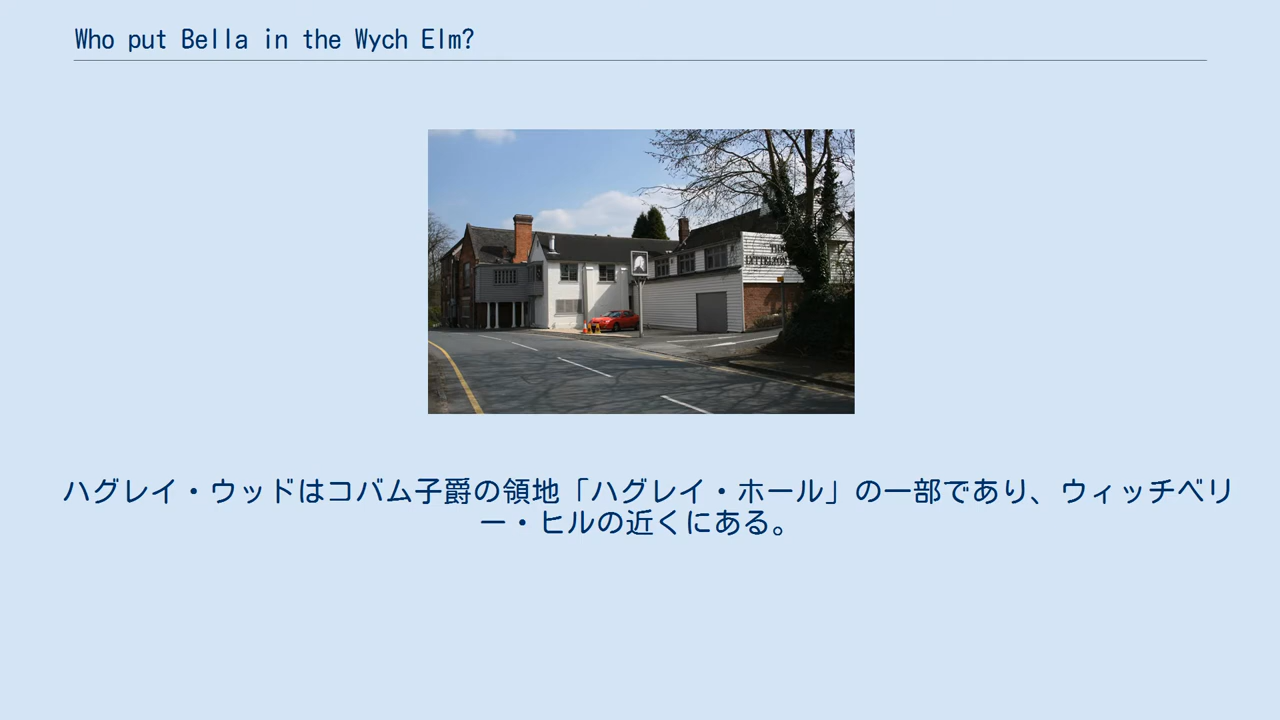 Who put Bella in the Wych Elm?
ハグレイ・ウッドはコバム子爵の領地「ハグレイ・ホール」の一部であり、ウィッチベリ
ー・ヒルの近くにある。